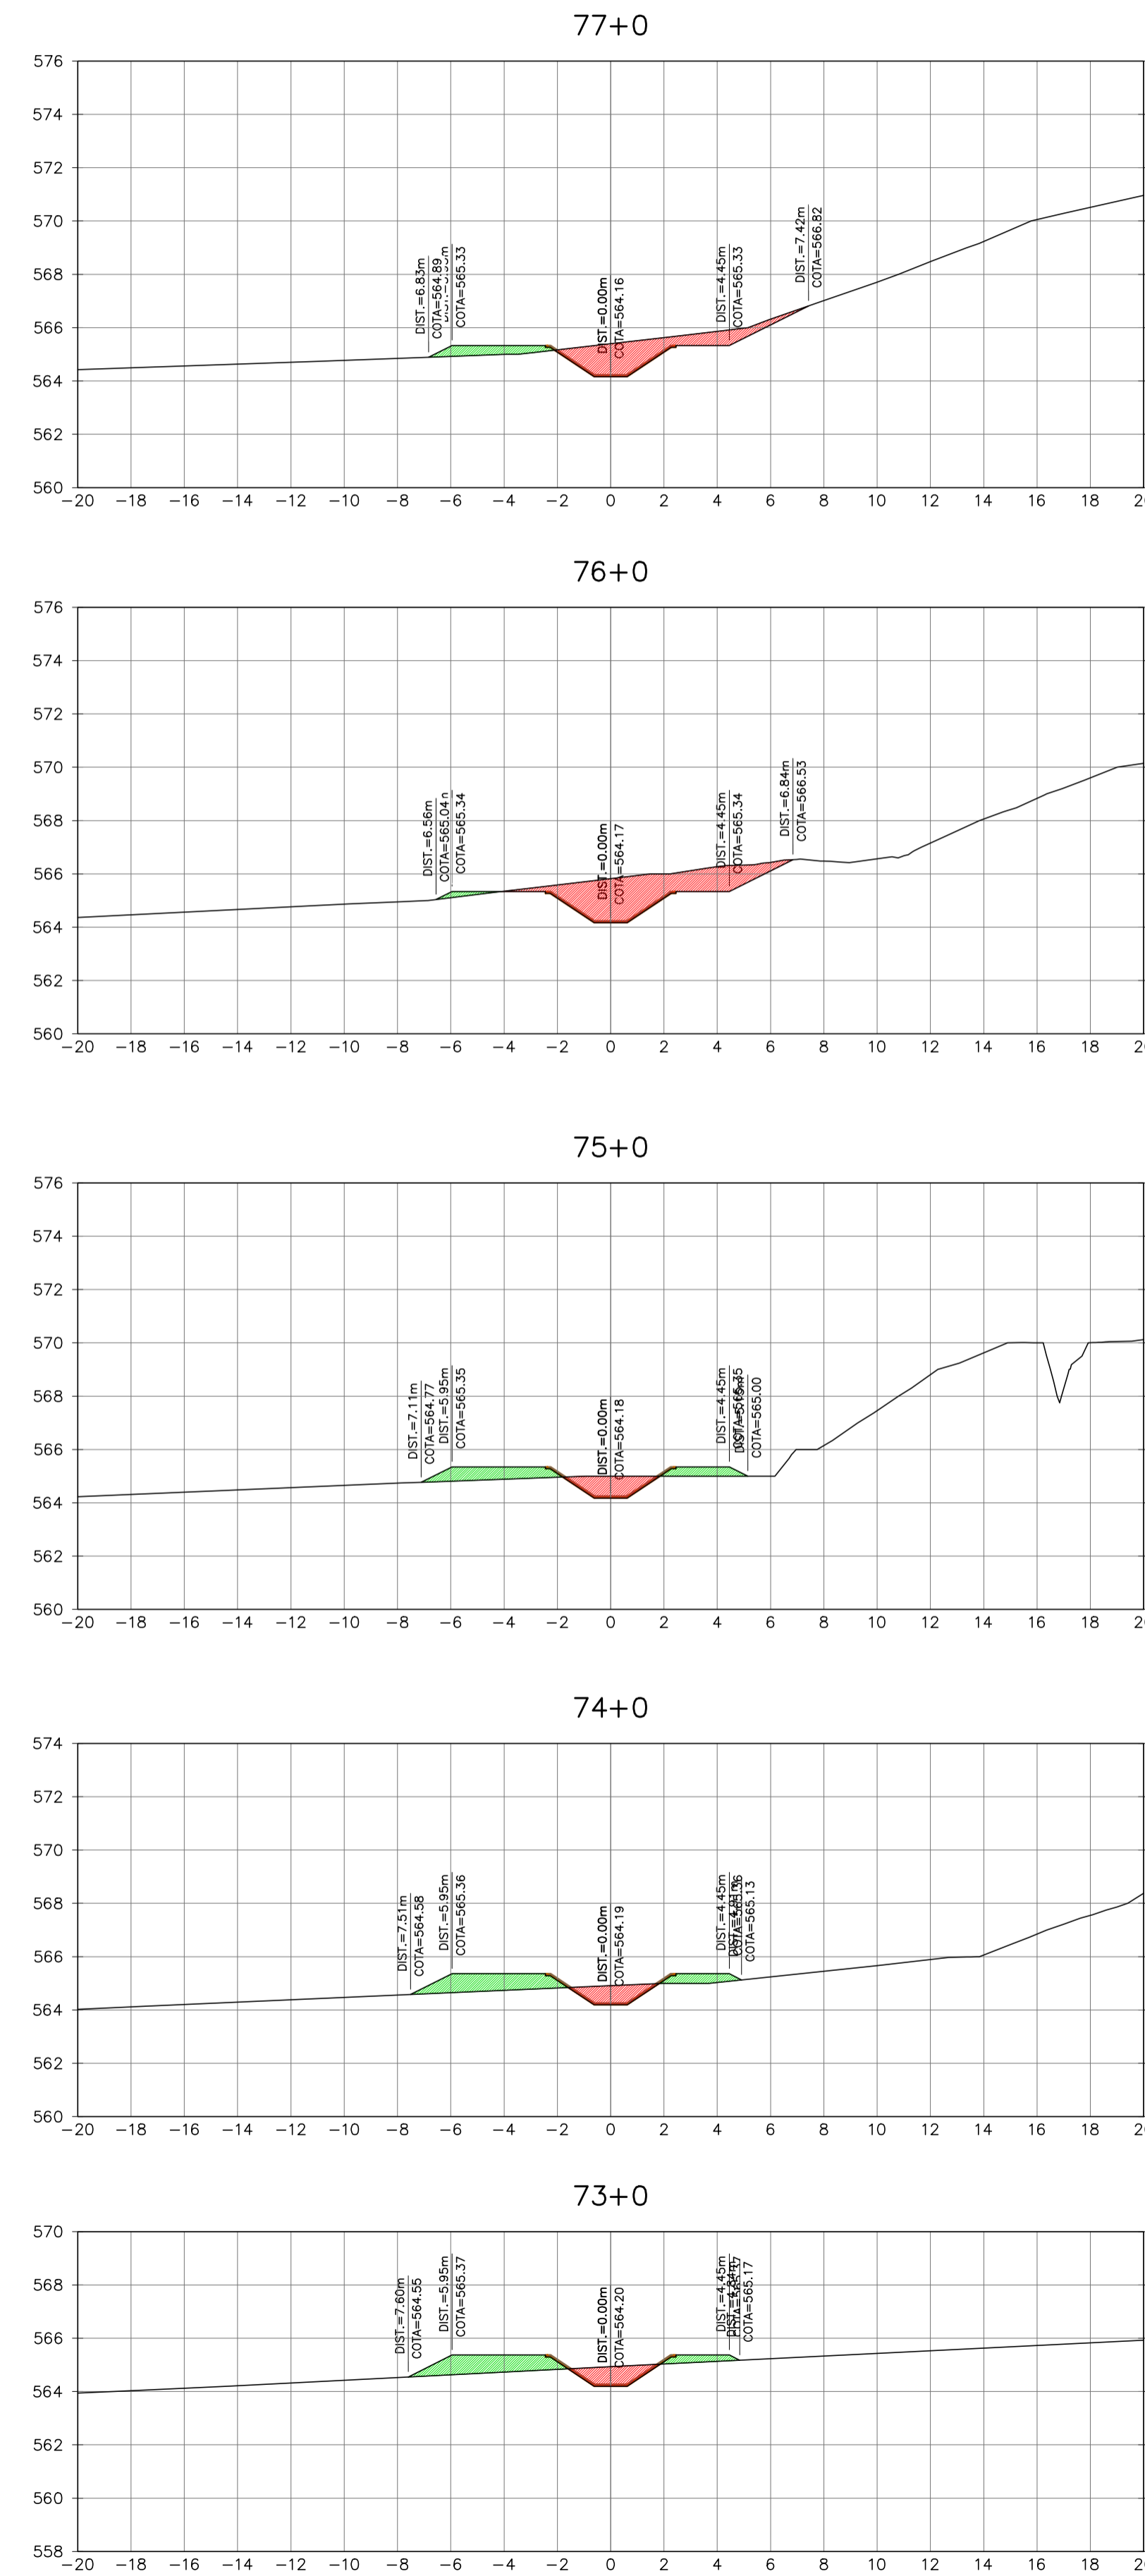 77+0
576
574
572
570
568
566
564
562
560
DIST.=6.83m
COTA=564.89
COTA=565.33
DIST.=0.00m
COTA=564.16
DIST.=4.45m
COTA=565.33
DIST.=7.42m
COTA=566.82
−20 −18 −16 −14 −12 −10 −8 −6 −4 −2 0 2 4 6 8 10 12 14 16 18
76+0
576
574
572
570
568
566
564
562
560
DIST.=6.56m
COTA=565.04
COTA=565.34
DIST.=0.00m
COTA=564.17
DIST.=4.45m
COTA=565.34
DIST.=6.84m
COTA=566.53
−20 −18 −16 −14 −12 −10 −8 −6 −4 −2 0 2 4 6 8 10 12 14 16 18
75+0
576
574
572
570
568
566
564
562
560
DIST.=7.11m
COTA=564.77
DIST.=5.95m
COTA=565.35
DIST.=0.00m
COTA=564.18
DIST.=4.45m
COTA=565.35
COTA=565.00
−20 −18 −16 −14 −12 −10 −8 −6 −4 −2 0 2 4 6 8 10 12 14 16 18
74+0
574
572
570
568
566
564
562
560
DIST.=7.51m
COTA=564.58
DIST.=5.95m
COTA=565.36
DIST.=0.00m
COTA=564.19
DIST.=4.45m
COTA=565.36
COTA=565.13
−20 −18 −16 −14 −12 −10 −8 −6 −4 −2 0 2 4 6 8 10 12 14 16 18
73+0
570
568
566
564
562
560
558
DIST.=7.60m
COTA=564.55
DIST.=5.95m
COTA=565.37
DIST.=0.00m
COTA=564.20
DIST.=4.45m
COTA=565.17
−20 −18 −16 −14 −12 −10 −8 −6 −4 −2 0 2 4 6 8 10 12 14 16 18